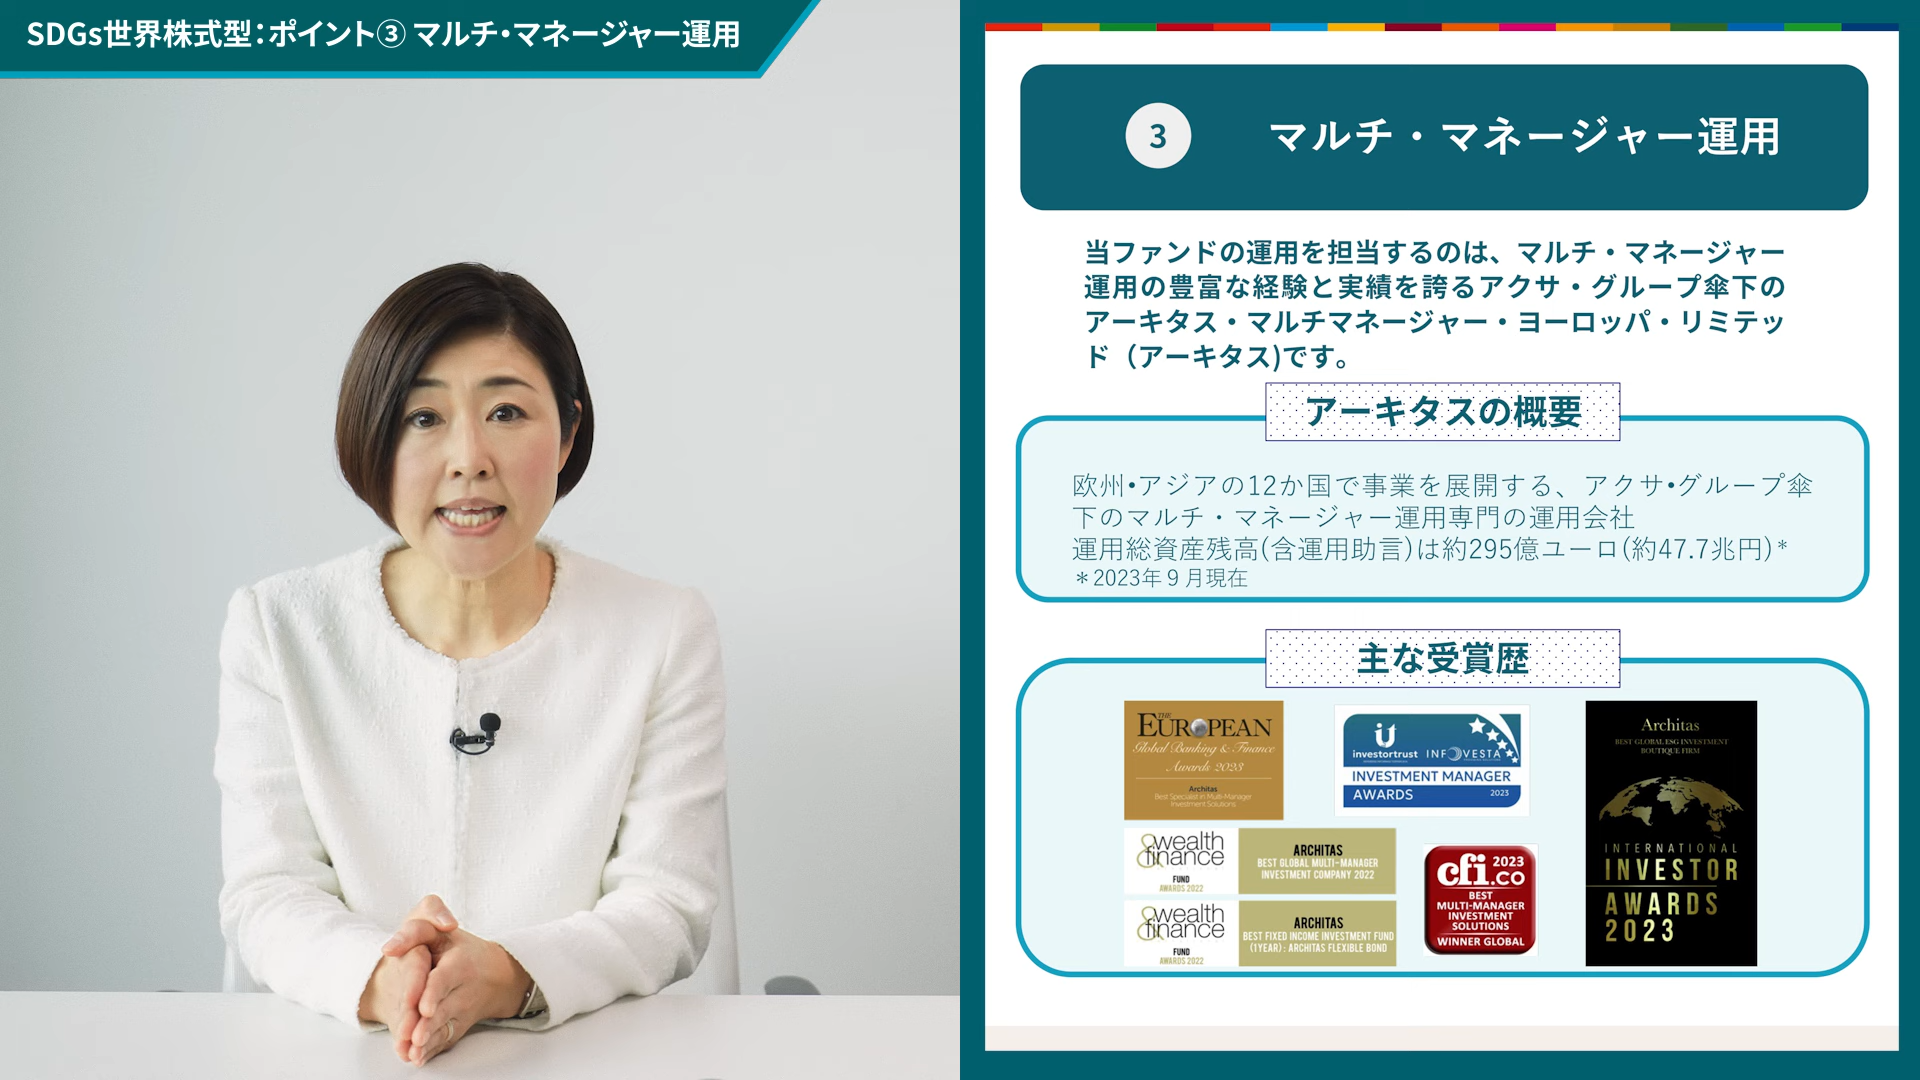 SDGs世界株式型：ポイント③ マルチ・マネージャー運用
3 マルチ・マネージャー運用
当ファンドの運用を担当するのは、マルチ・マネージャー
運用の豊富な経験と実績を誇るアクサ・グループ傘下の
アーキタス・マルチマネージャー・ヨーロッパ・リミテッ
ド（アーキタス)です。
アーキタスの概要
欧州・アジアの12か国で事業を展開する、アクサ・グループ傘
下のマルチ・マネージャー運用専門の運用会社
運用総資産残高(含運用助言)は約295億ユーロ(約47.7兆円)＊
＊2023年９月現在
主な受賞歴
THE
EUROPEAN
Global Banking & Finance
Awards 2023
Architas
Best Specialist in Multi-Manager
Investment Solutions
investortrust INFOVESTA
INVESTMENT MANAGER
AWARDS 2023
Architas
BEST GLOBAL ESG INVESTMENT
BOUTIQUE FIRM
INTERNATIONAL
INVESTOR
AWARDS
2023
wealth
& finance
FUND
AWARDS 2022
ARCHITAS
BEST GLOBAL MULTI-MANAGER
INVESTMENT COMPANY 2022
wealth
& finance
FUND
AWARDS 2022
ARCHITAS
BEST FIXED INCOME INVESTMENT FUND
(1YEAR): ARCHITAS FLEXIBLE BOND
cfi.co 2023
BEST
MULTI-MANAGER
INVESTMENT
SOLUTIONS
WINNER GLOBAL